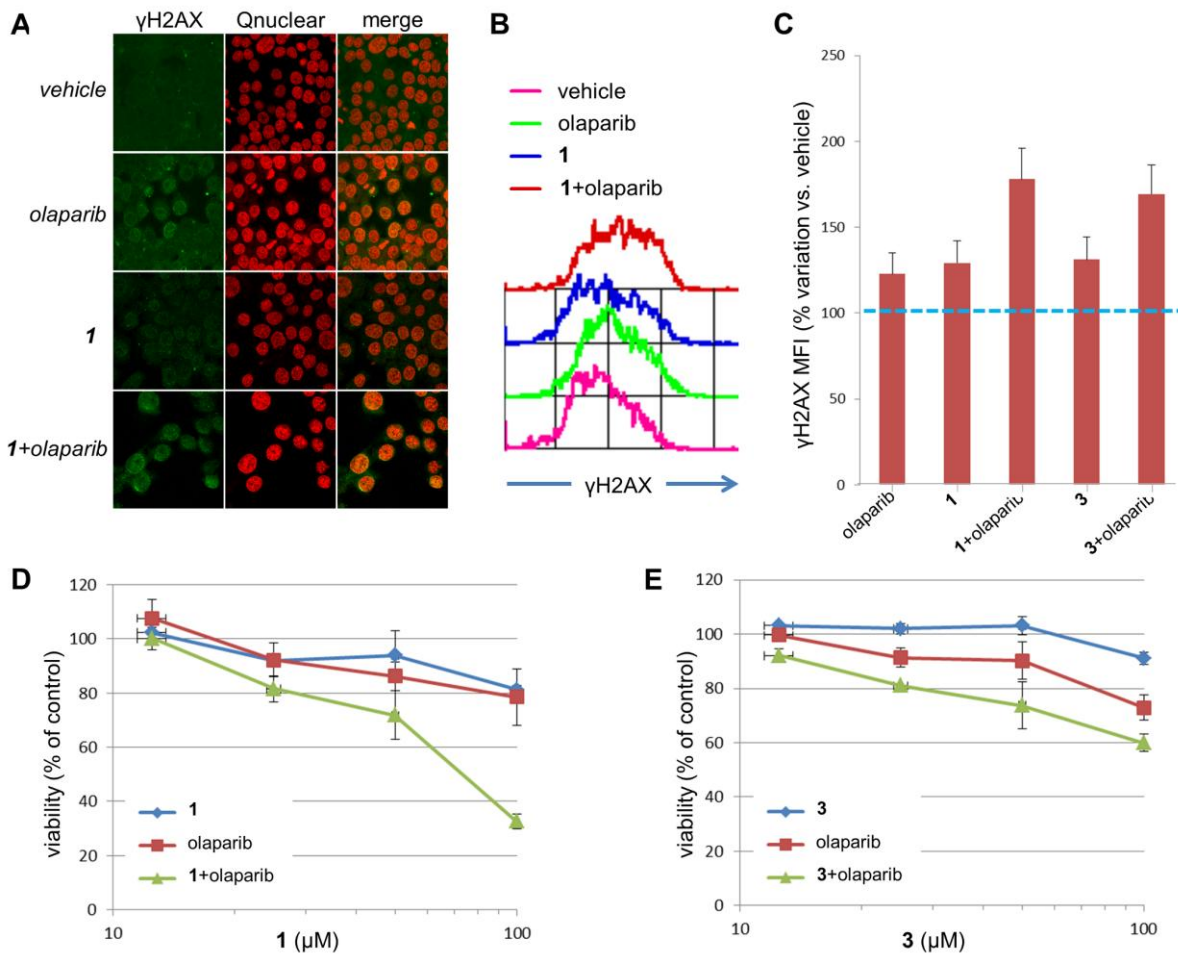 A
γH2AX Qnuclear merge
vehicle
olaparib
1
1+olaparib
B
vehicle
olaparib
1
1+olaparib
γH2AX
C
γH2AX MFI (% variation vs. vehicle)
250
200
150
100
50
0
olaparib
1
1+olaparib
3
3+olaparib
D
viability (% of control)
120
100
80
60
40
20
0
1
olaparib
1+olaparib
10 100
1 (µM)
E
viability (% of control)
120
100
80
60
40
20
0
3
olaparib
3+olaparib
10 100
3 (µM)